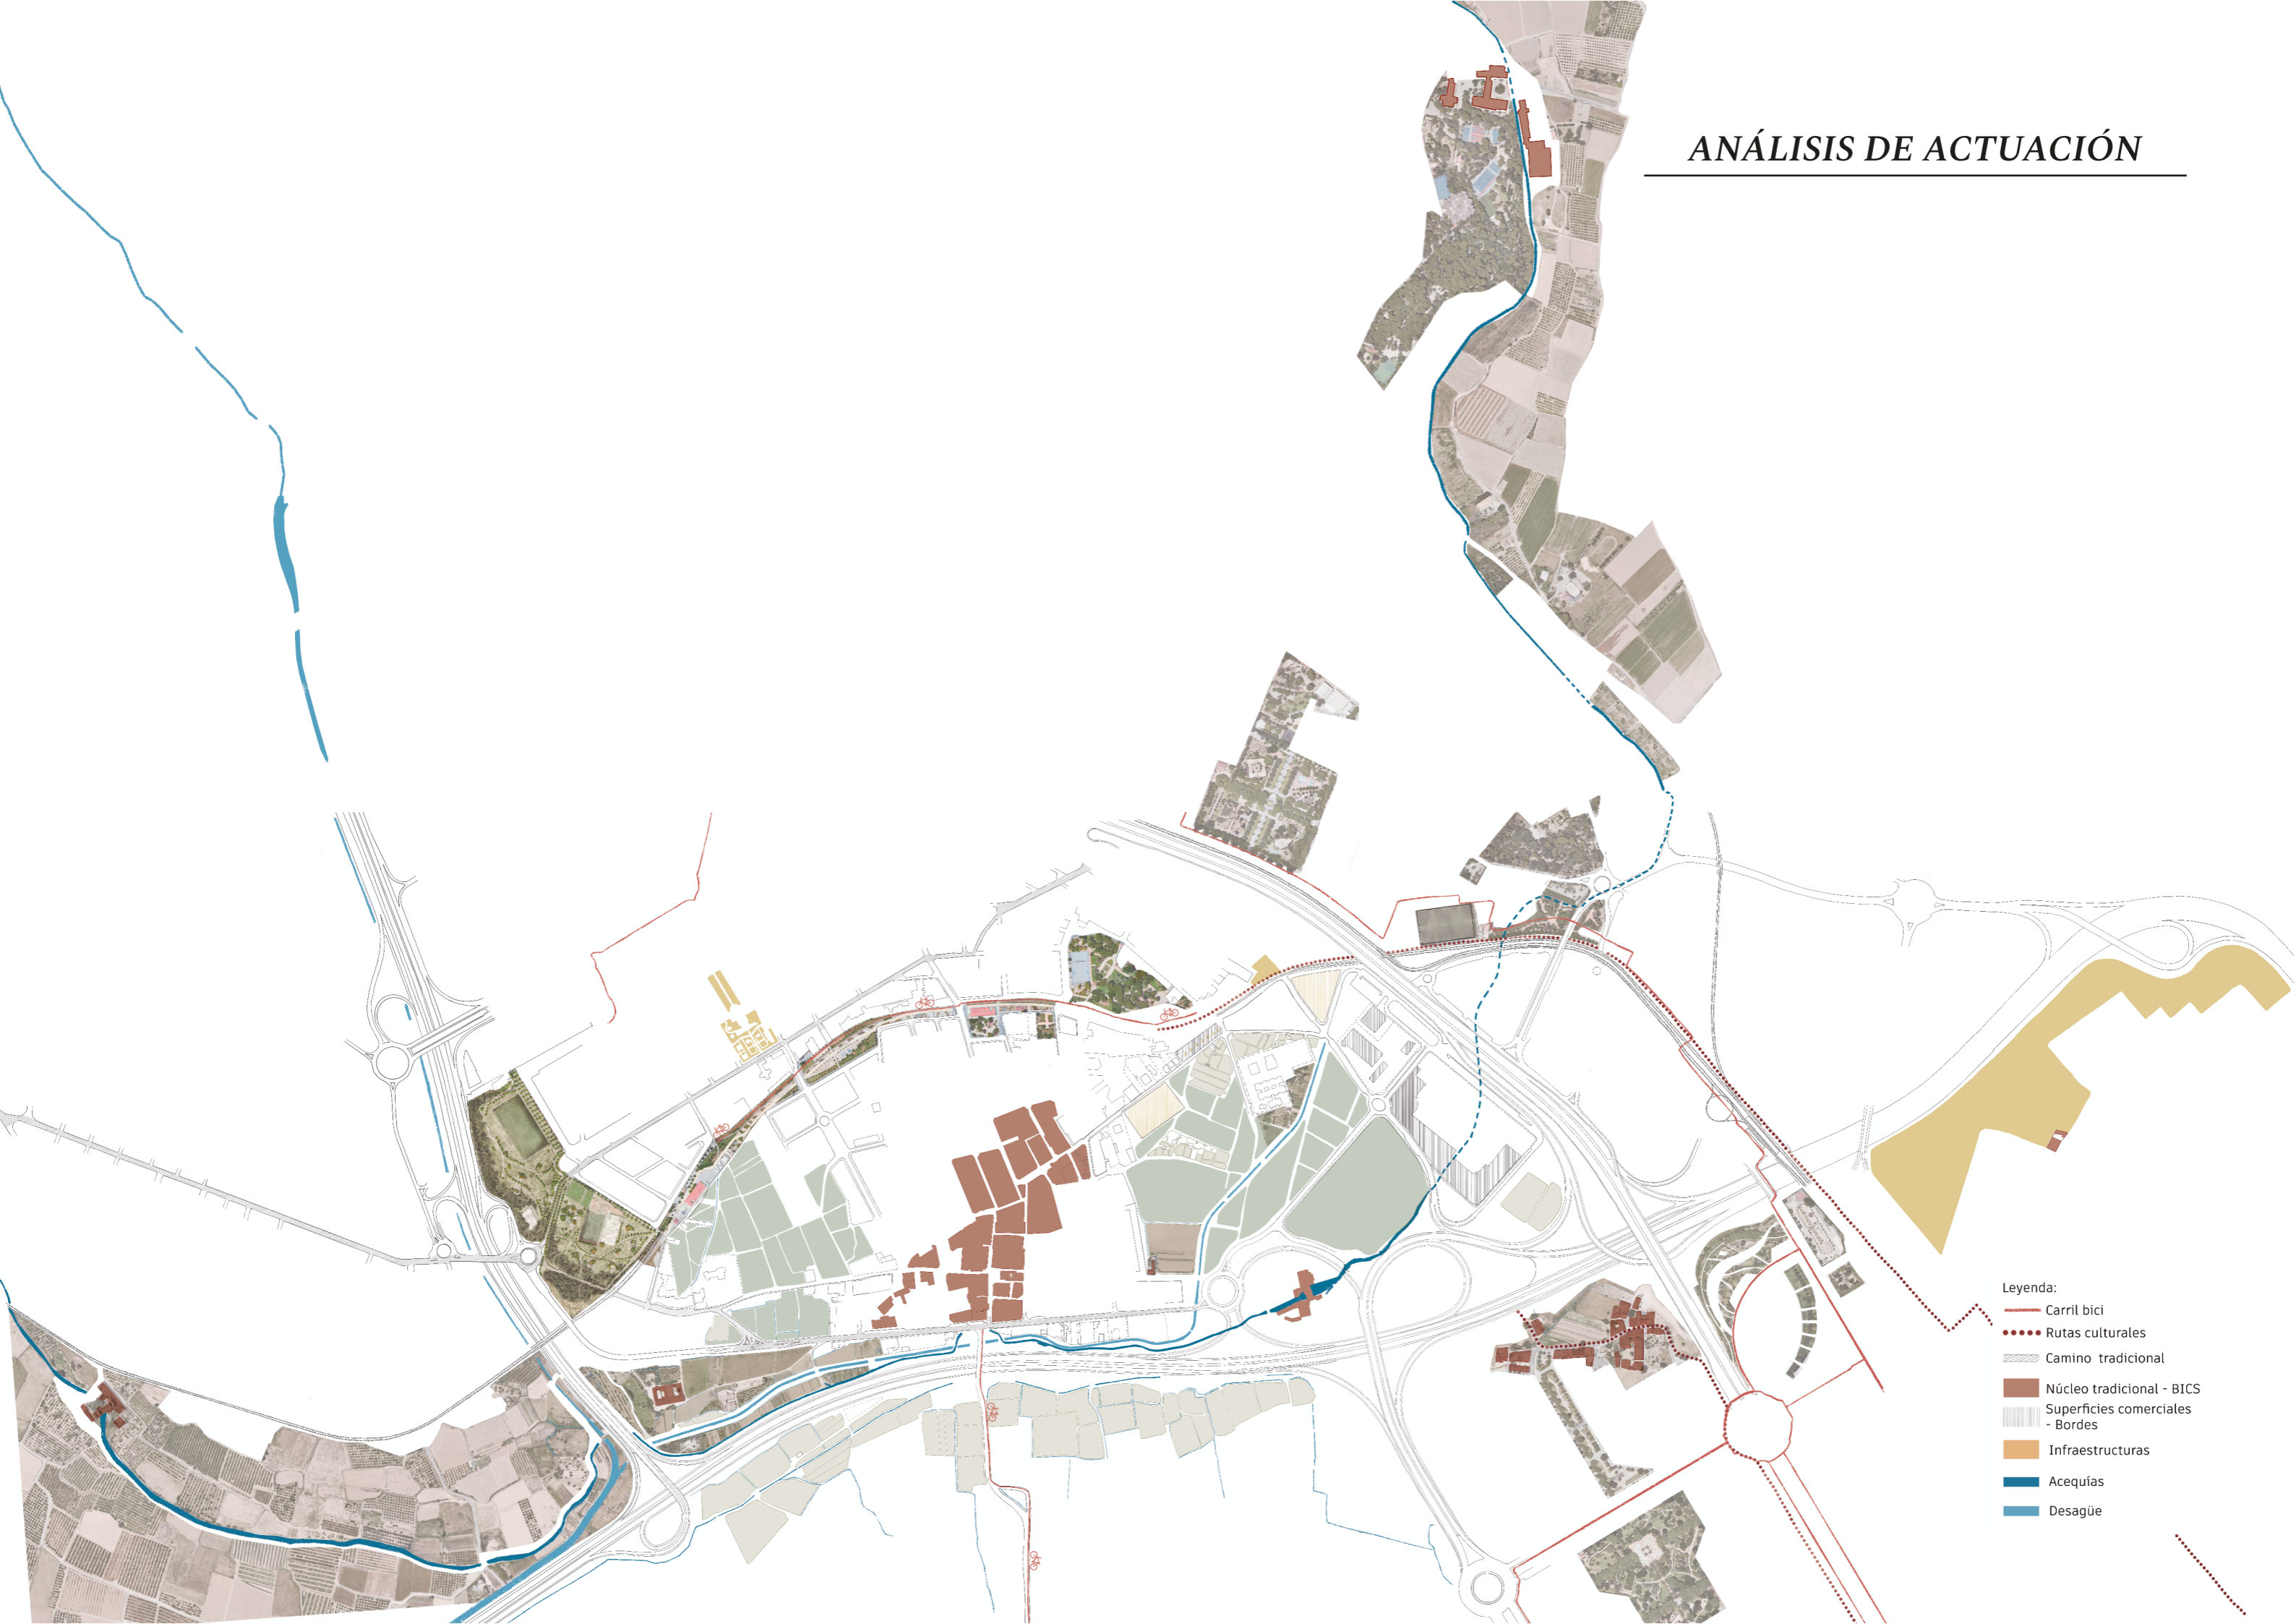 ANÁLISIS DE ACTUACIÓN
Leyenda:
Carril bici
Rutas culturales
Camino tradicional
Núcleo tradicional - BICS
Superficies comerciales
- Bordes
Infraestructuras
Acequías
Desagüe